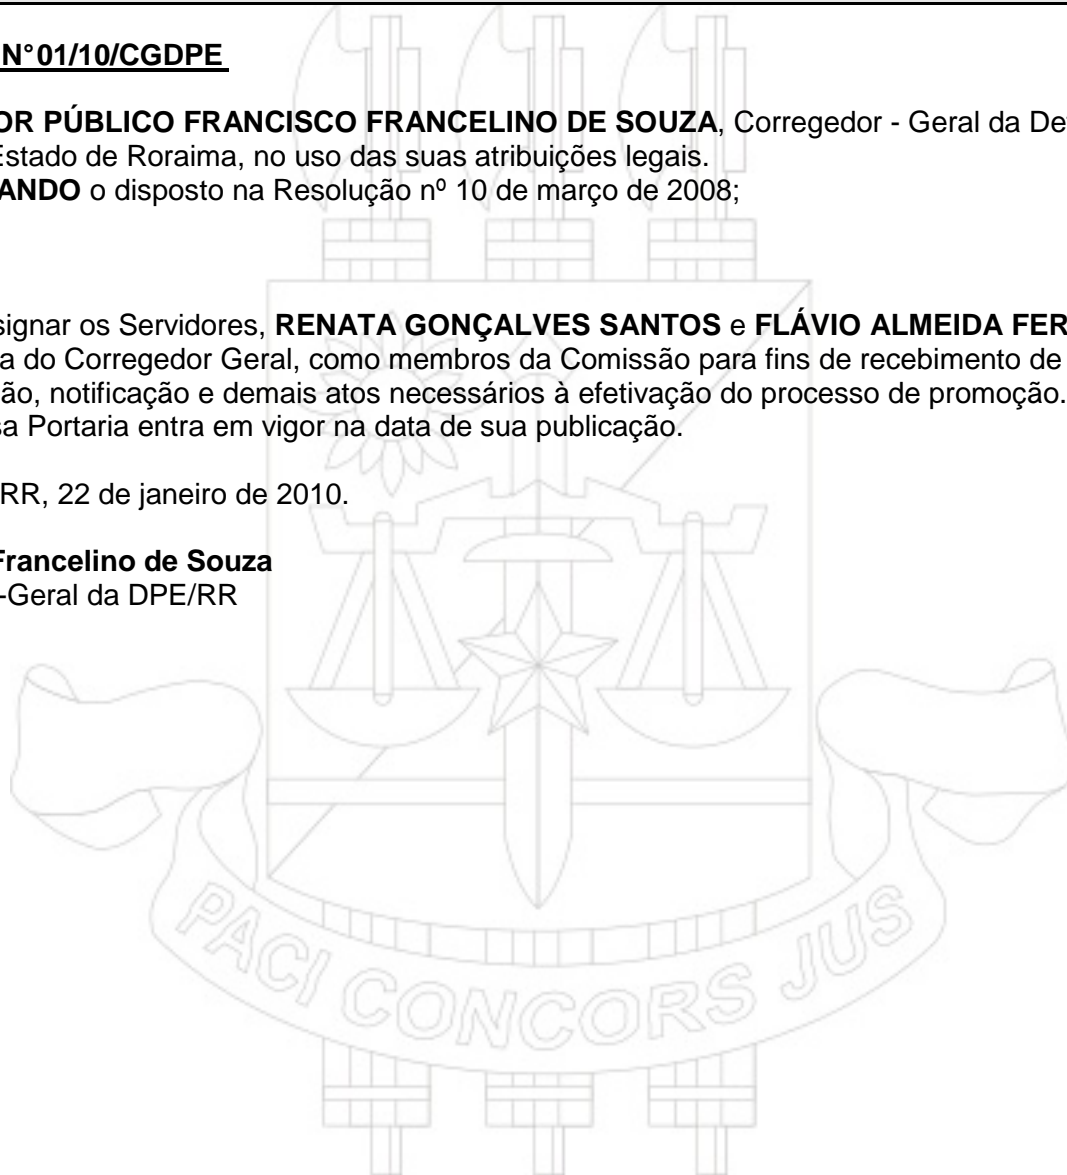 N°01/10/CGDPE
OR PÚBLICO FRANCISCO FRANCELINO DE SOUZA, Corregedor - Geral da De
Estado de Roraima, no uso das suas atribuições legais.
ANDO o disposto na Resolução nº 10 de março de 2008;
signar os Servidores, RENATA GONÇALVES SANTOS e FLÁVIO ALMEIDA FER
a do Corregedor Geral, como membros da Comissão para fins de recebimento de
ão, notificação e demais atos necessários à efetivação do processo de promoção.
sa Portaria entra em vigor na data de sua publicação.
RR, 22 de janeiro de 2010.
Francelino de Souza
-Geral da DPE/RR
PACI CONCORS JUS